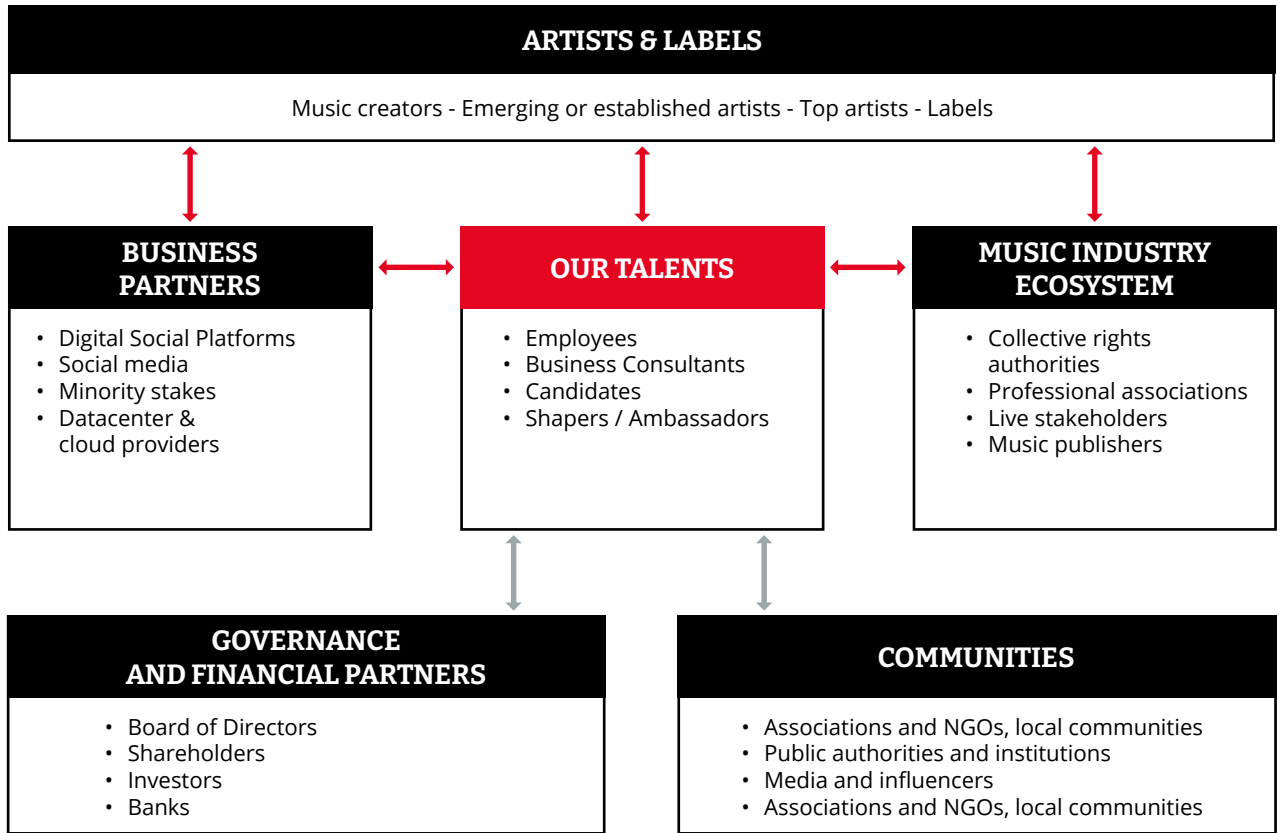 ARTISTS & LABELS
Music creators - Emerging or established artists - Top artists - Labels
BUSINESS
PARTNERS
• Digital Social Platforms
• Social media
• Minority stakes
• Datacenter &
cloud providers
OUR TALENTS
• Employees
• Business Consultants
• Candidates
• Shapers / Ambassadors
MUSIC INDUSTRY
ECOSYSTEM
• Collective rights
authorities
• Professional associations
• Live stakeholders
• Music publishers
GOVERNANCE
AND FINANCIAL PARTNERS
• Board of Directors
• Shareholders
• Investors
• Banks
COMMUNITIES
• Associations and NGOs, local communities
• Public authorities and institutions
• Media and influencers
• Associations and NGOs, local communities